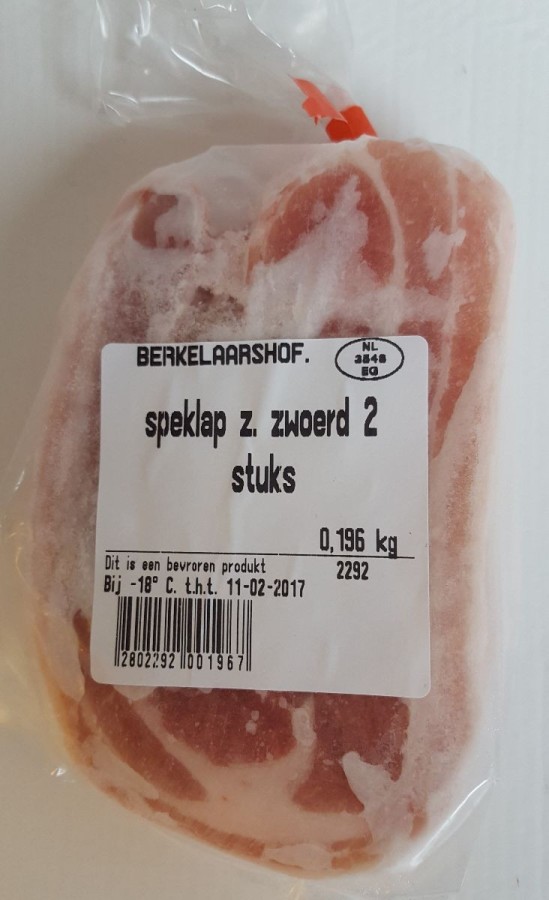 BERKELAARSHOF.
NL
3548
EG
speklap z. zwoerd 2
stuks
0,196 kg
Dit is een bevroren produkt
2292
Bij -18° C. t.h.t. 11-02-2017
2802292 001967